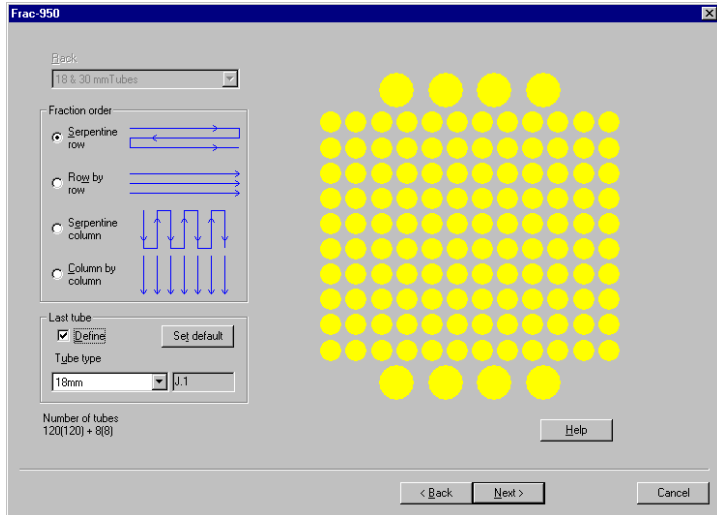 Frac-950
Rack
18 & 30 mmTubes
Fraction order
Serpentine
row
Row by
row
Serpentine
column
Column by
column
Last tube
Define
Set default
Tube type
18mm
J.1
Number of tubes
120(120) + 8(8)
Help
< Back
Next >
Cancel